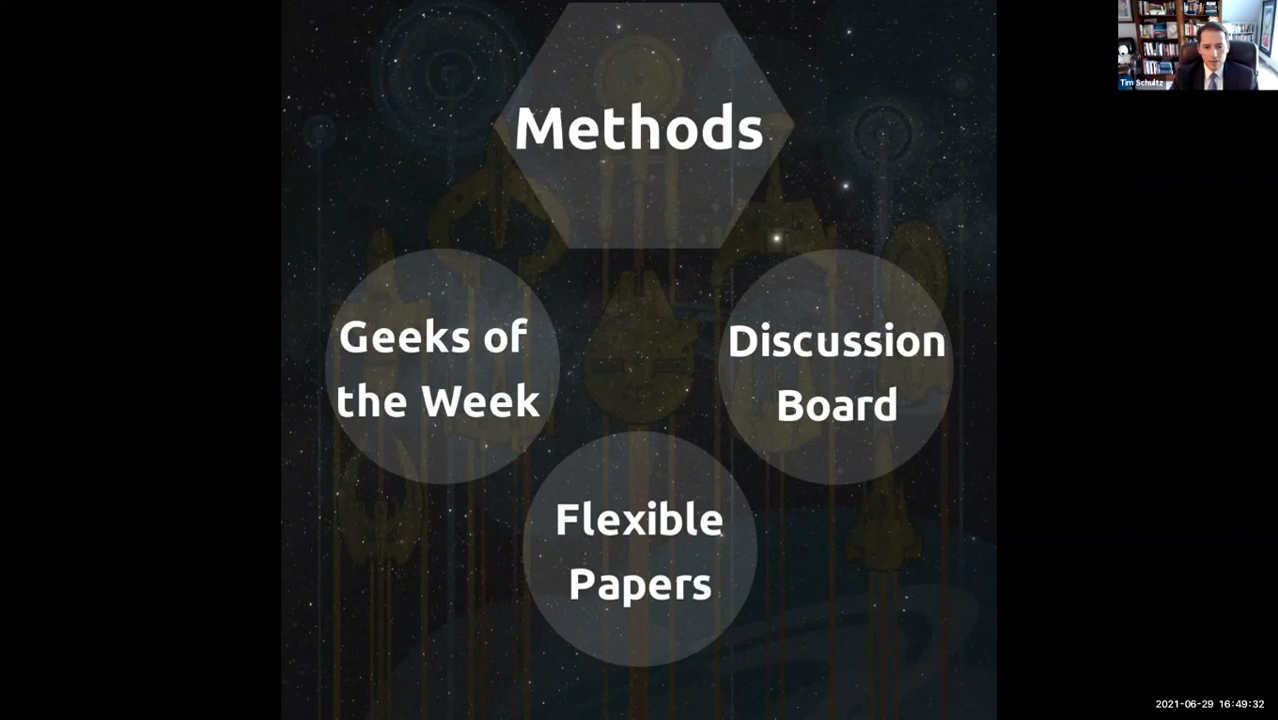 Tim Schultz
Methods
Geeks of
the Week
Discussion
Board
Flexible
Papers
2021-06-29 16:49:32